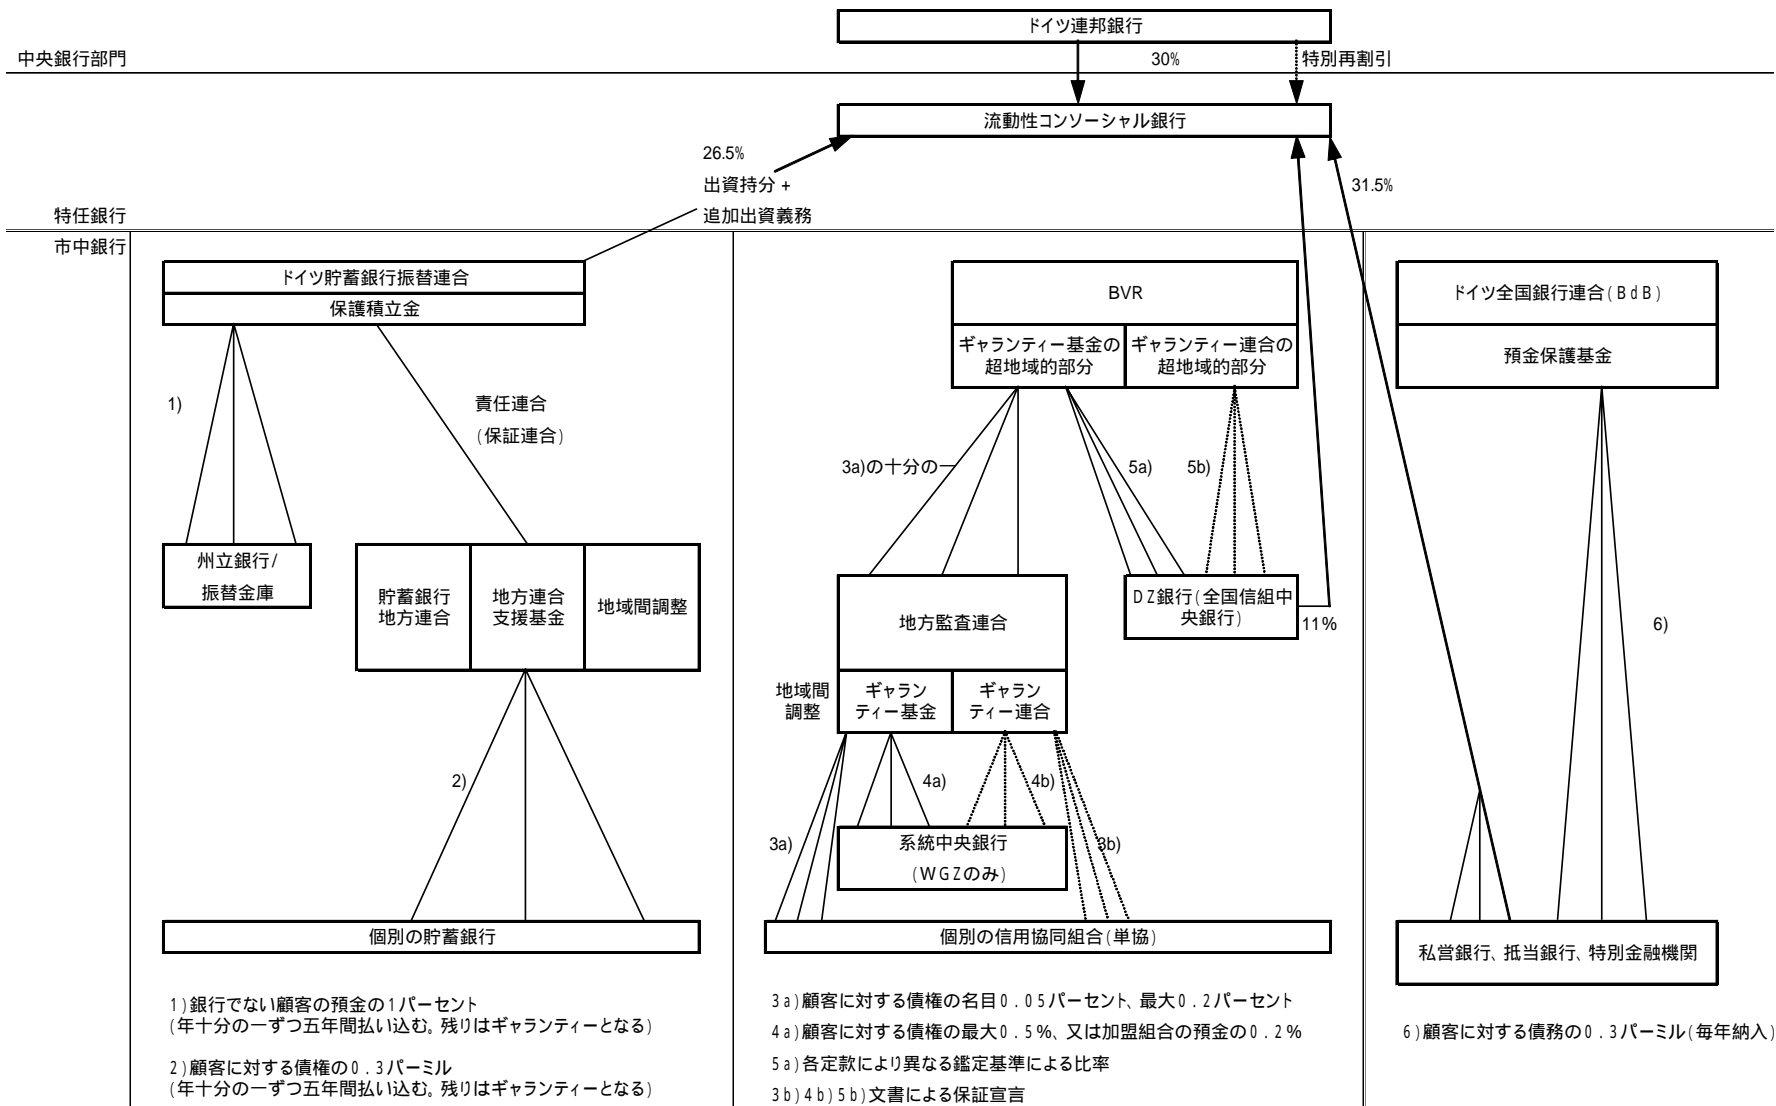 ドイツ連邦銀行
中央銀行部門
30%
特別再割引
流動性コンソーシャル銀行
26.5%
出資持分 +
追加出資義務
31.5%
特任銀行
市中銀行
ドイツ貯蓄銀行振替連合
保護積立金
BVR
ギャランティー基金の
超地域的部分
ギャランティー連合の
超地域的部分
ドイツ全国銀行連合(BdB)
預金保護基金
1)
責任連合
(保証連合)
3a)の十分の一
5a)
5b)
州立銀行/
振替金庫
貯蓄銀行
地方連合
地方連合
支援基金
地域間調整
地方監査連合
DZ銀行(全国信組中
央銀行)
11%
6)
地域間
調整
ギャラン
ティー基金
ギャラン
ティー連合
2)
4a)
4b)
3a)
系統中央銀行
(WGZのみ)
3b)
個別の貯蓄銀行
個別の信用協同組合(単協)
私営銀行、抵当銀行、特別金融機関
1)銀行でない顧客の預金の1パーセント
(年十分の一ずつ五年間払い込む。残りはギャランティーとなる)
2)顧客に対する債権の0.3パーミル
(年十分の一ずつ五年間払い込む。残りはギャランティーとなる)
3a)顧客に対する債権の名目0.05パーセント、最大0.2パーセント
4a)顧客に対する債権の最大0.5%、又は加盟組合の預金の0.2%
5a)各定款により異なる鑑定基準による比率
3b)4b)5b)文書による保証宣言
6)顧客に対する債務の0.3パーミル(毎年納入)